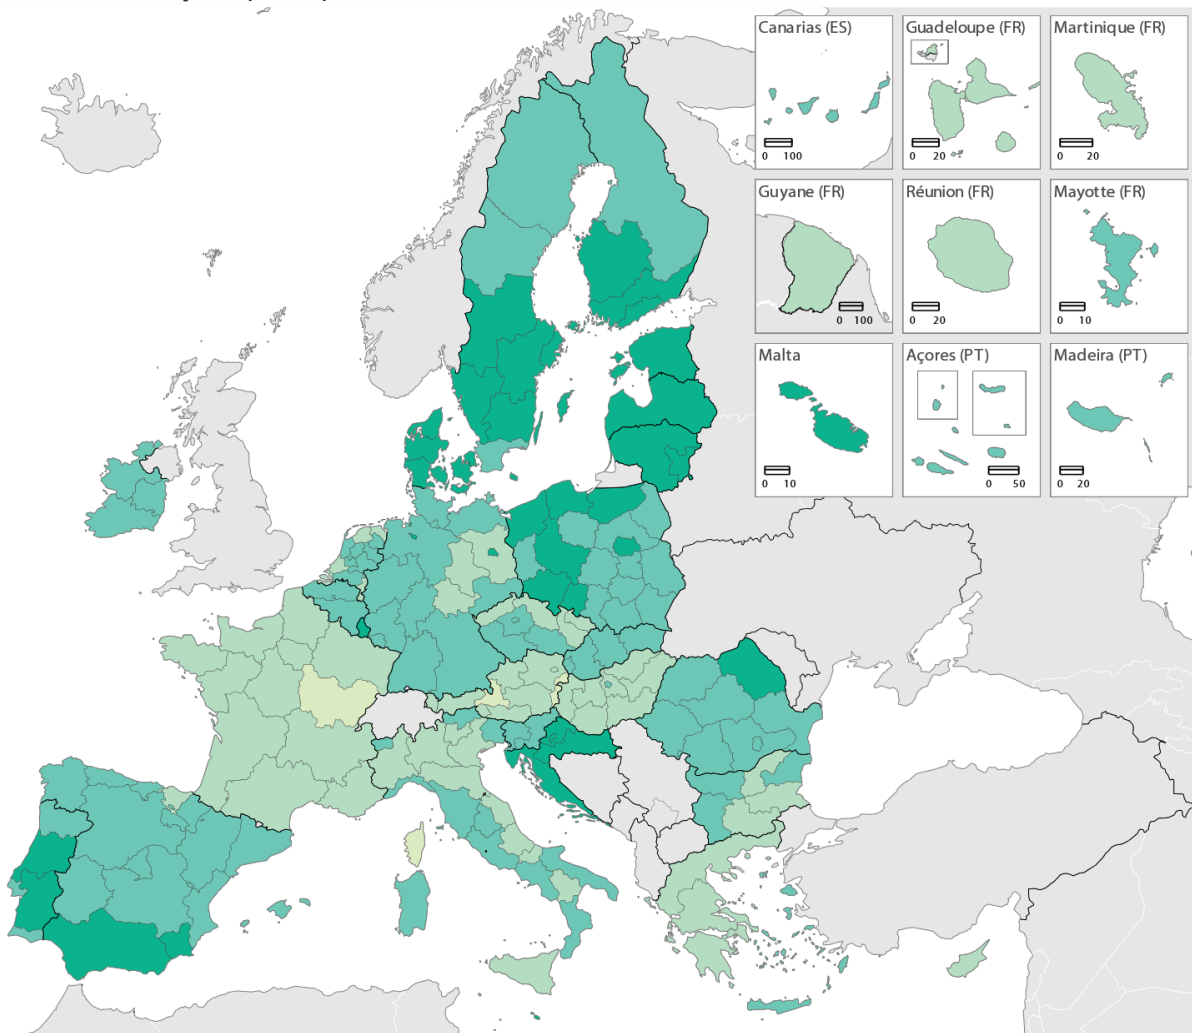 Canarias (ES)
0 100
Guadeloupe (FR)
0 20
Martinique (FR)
0 20
Guyane (FR)
0 100
Réunion (FR)
0 20
Mayotte (FR)
0 10
Malta
0 10
Açores (PT)
0 50
Madeira (PT)
0 20